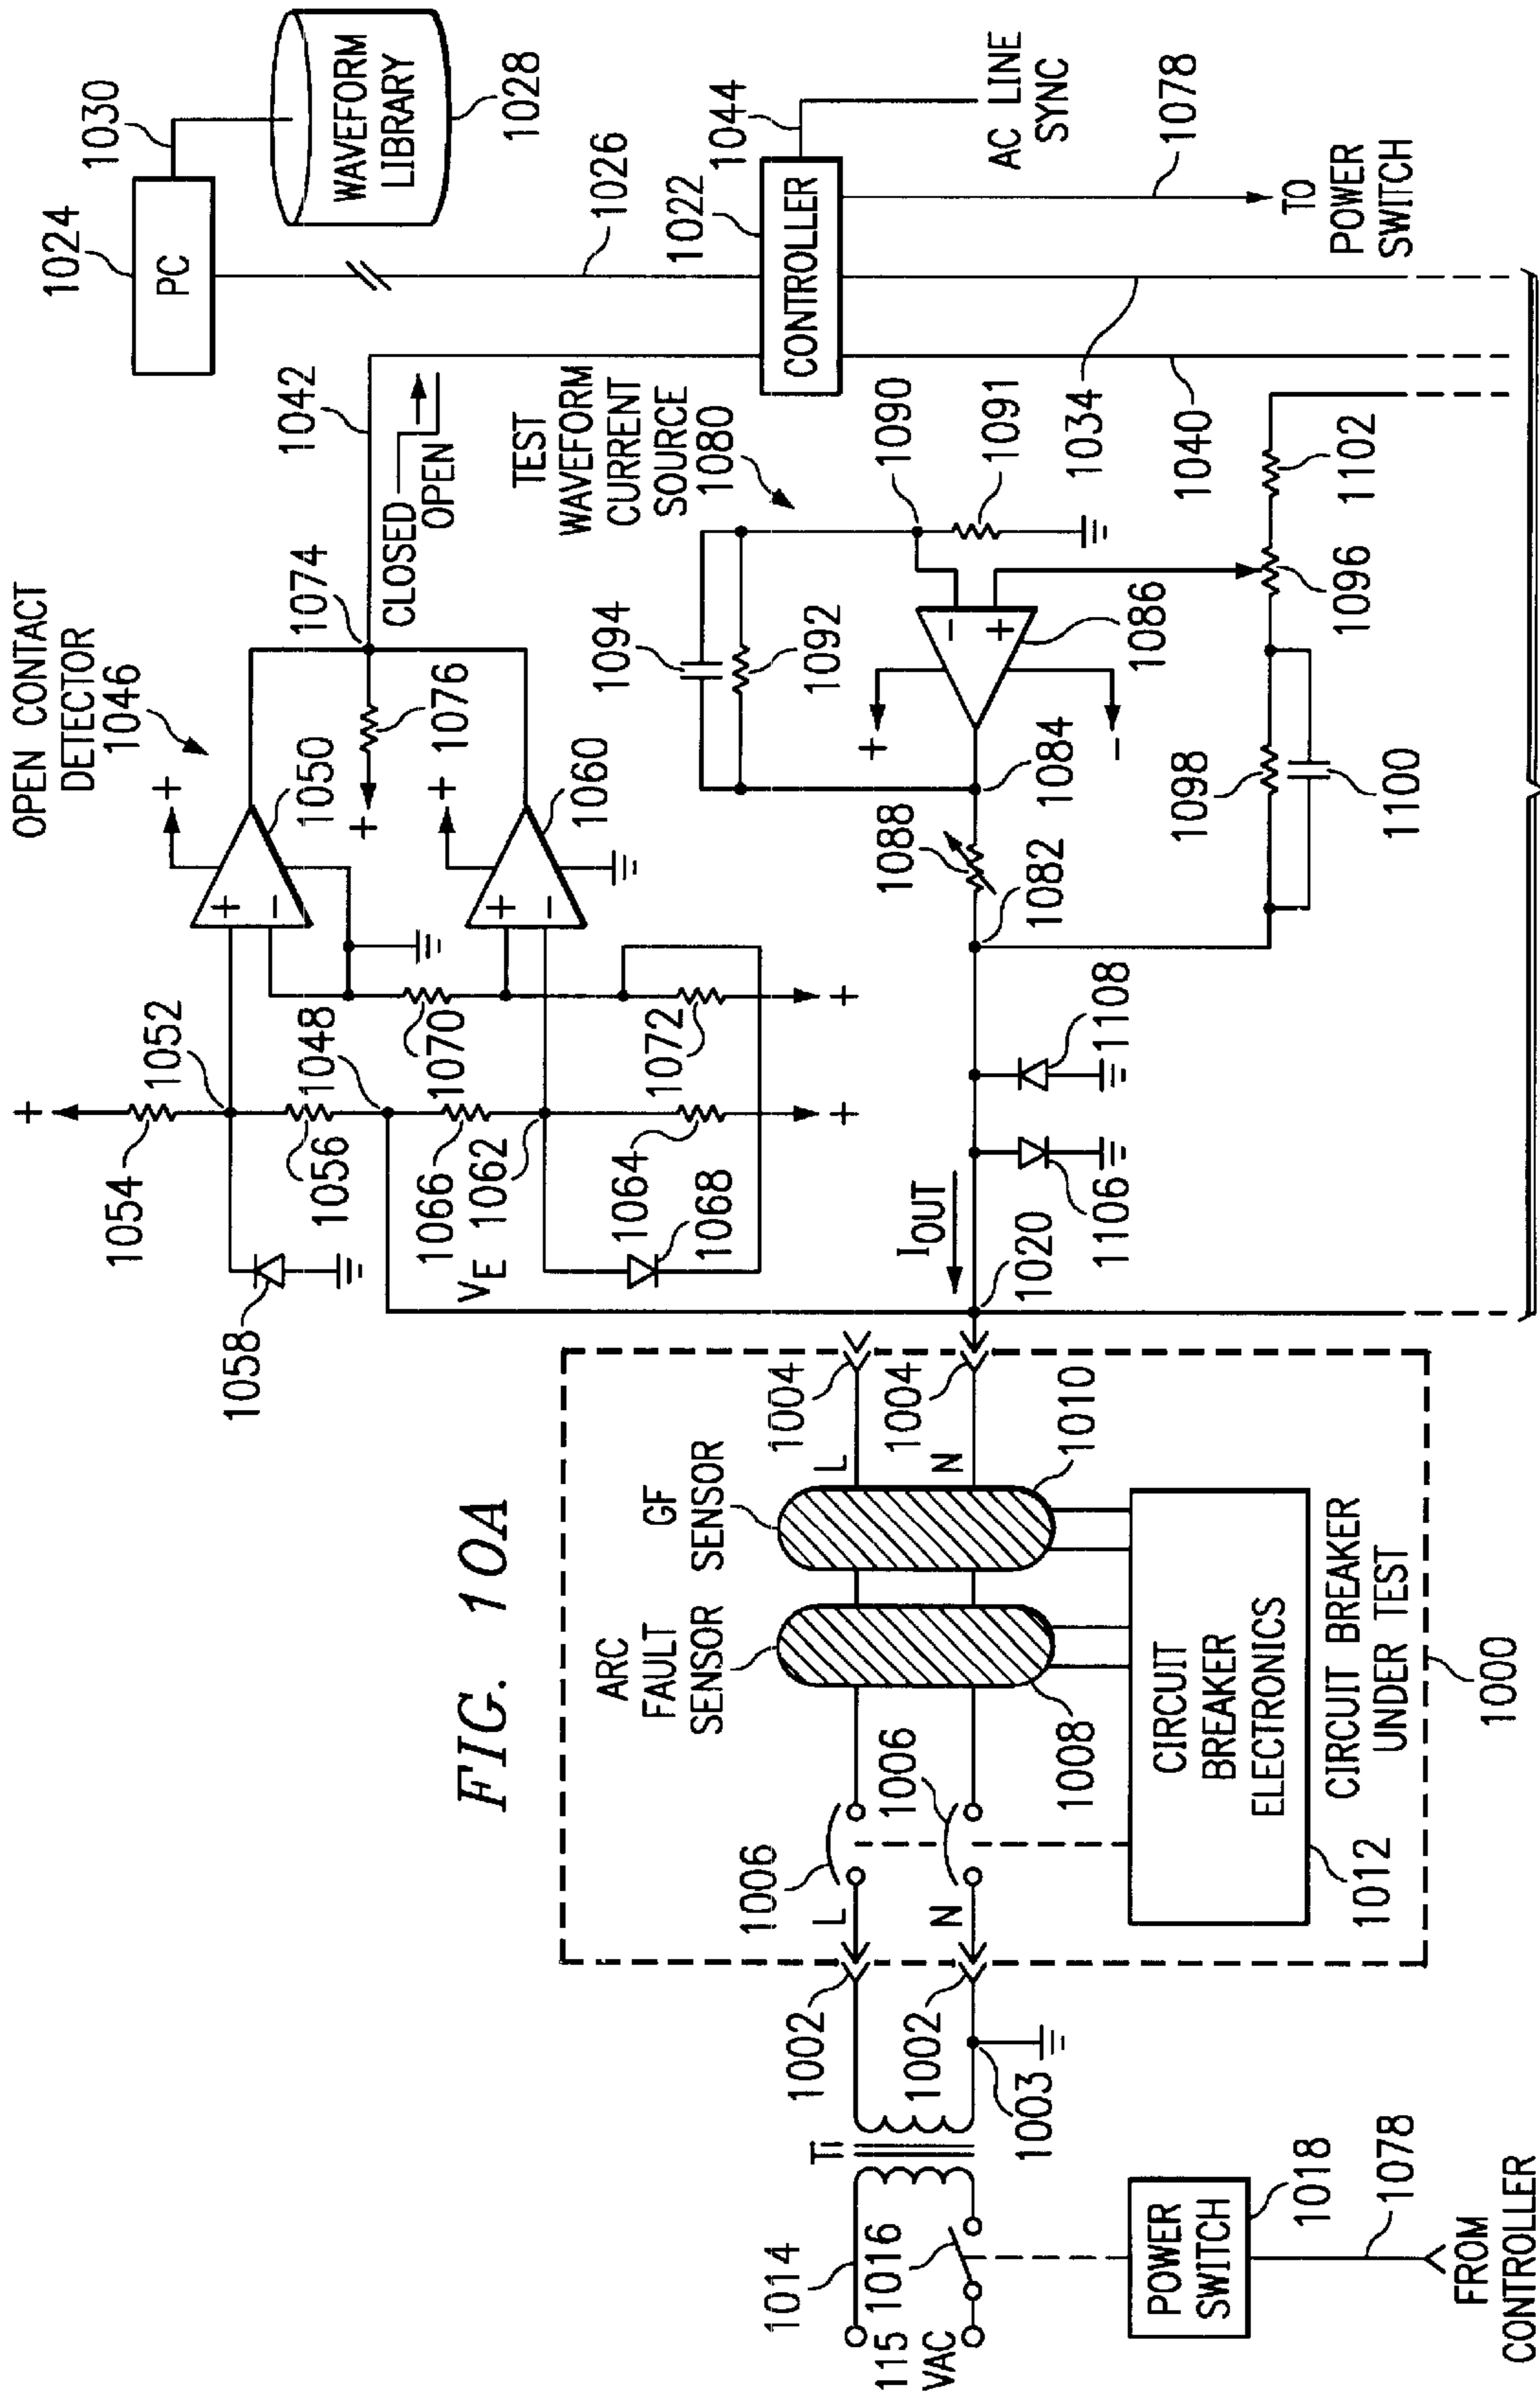 FIG. 10A
OPEN CONTACT
DETECTOR
1046
+
1054
1052
1058
1056
1048
1066
VE
1062
1064
1068
1070
1072
+
+
+
-
1050
+
+
-
1060
+
+
+
1076
1074
1042
CLOSED
OPEN
1024
PC
1030
WAVEFORM
LIBRARY
1028
1026
1022
CONTROLLER
1044
AC LINE
SYNC
1078
TO
POWER
SWITCH
TEST
WAVEFORM
CURRENT
SOURCE
1080
1090
1091
1034
1040
1094
1092
-
+
1086
+
-
1084
1088
1082
1096
1102
1098
1100
1108
1106
IOUT
1020
1004
L
1004
N
GF
SENSOR
1010
ARC
FAULT
SENSOR
1008
1006
1006
L
N
1012
CIRCUIT
BREAKER
ELECTRONICS
CIRCUIT BREAKER
UNDER TEST
1000
1002
1002
1003
T1
1014
1016
115
VAC
POWER
SWITCH
1018
1078
FROM
CONTROLLER